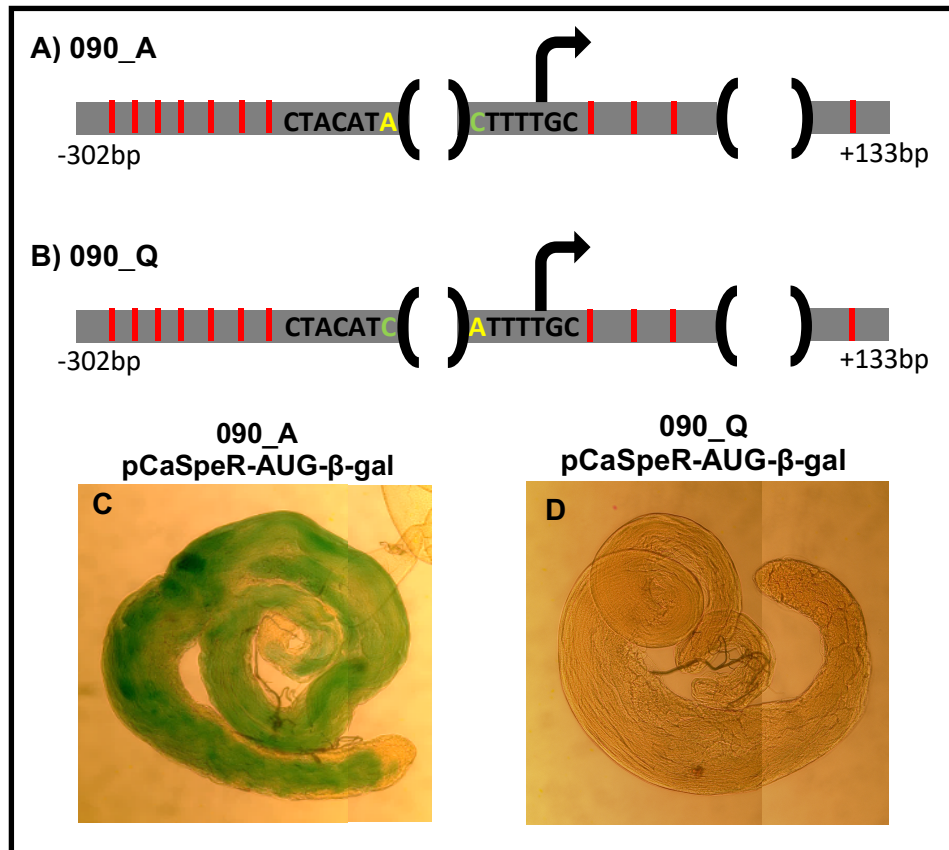 A) 090_A
CTACATA CTTTTGC
-302bp +133bp
B) 090_Q
CTACATC ATTTTGC
-302bp +133bp
090_A
pCaSpeR-AUG-β-gal
090_Q
pCaSpeR-AUG-β-gal
C
D